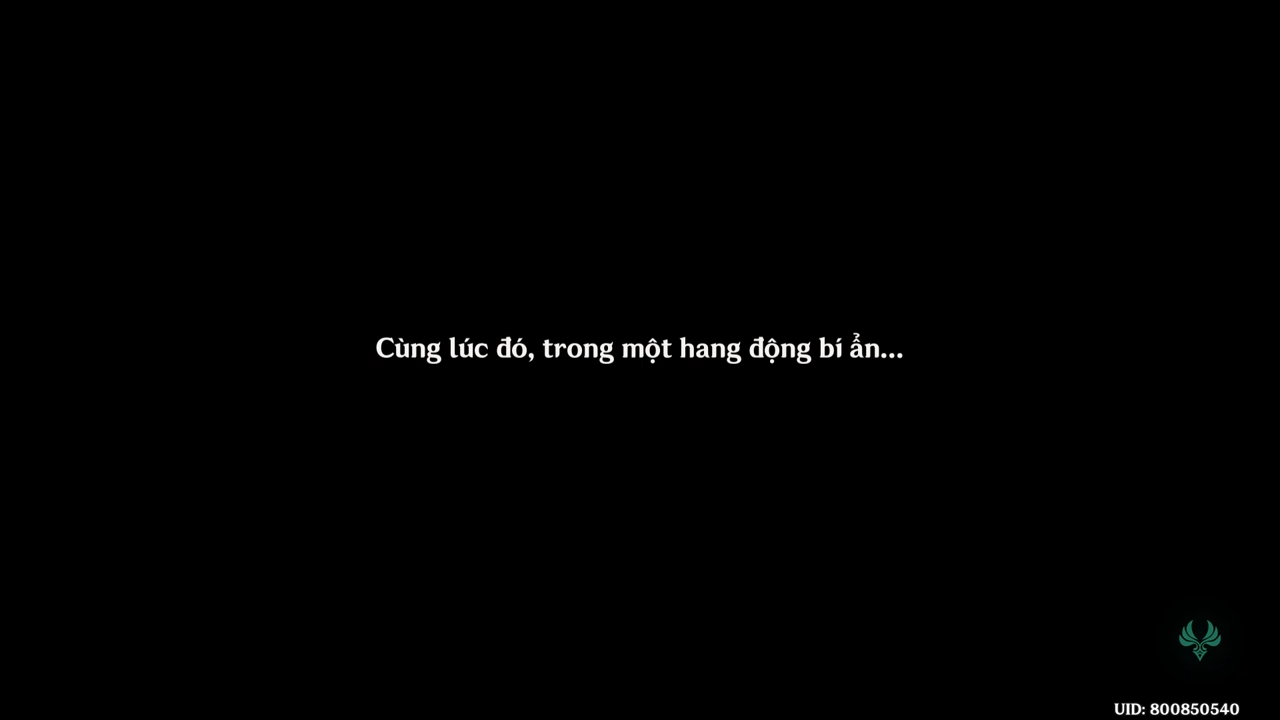 Cùng lúc đó, trong một hang động bí ẩn...
UID: 800850540